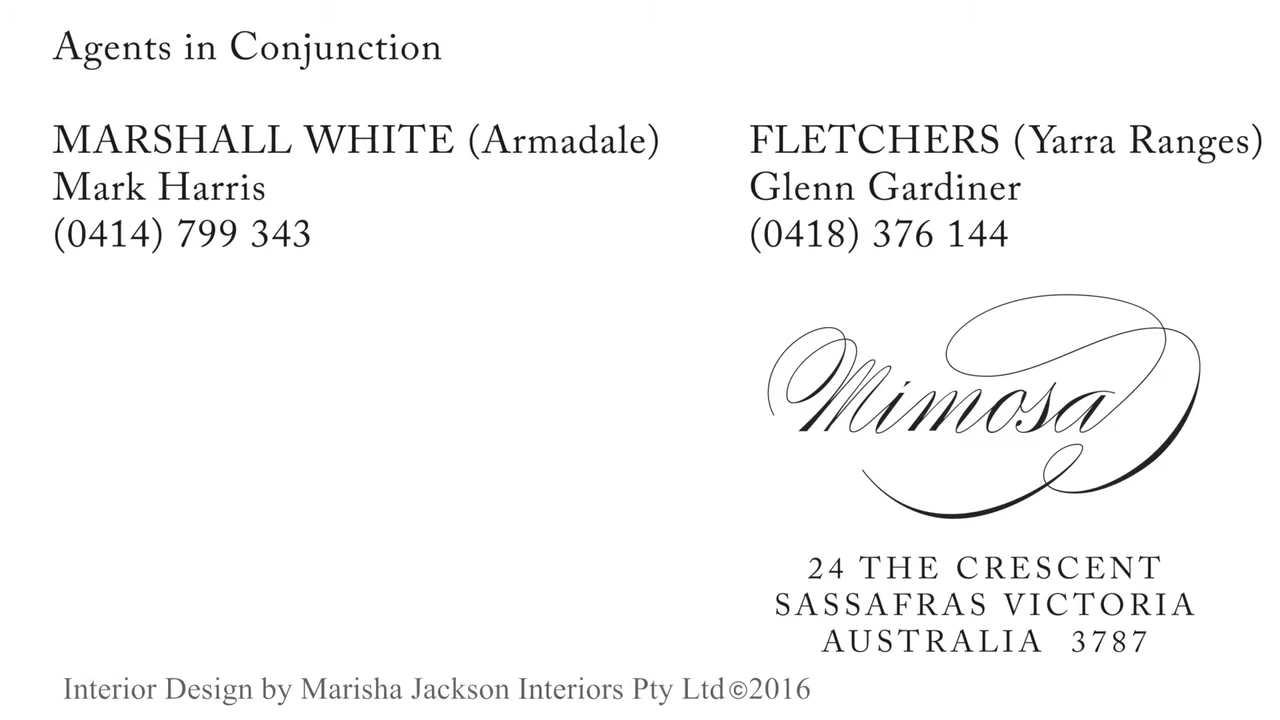 Agents in Conjunction
MARSHALL WHITE (Armadale)
Mark Harris
(0414) 799 343
FLETCHERS (Yarra Ranges)
Glenn Gardiner
(0418) 376 144
Mimosa
24 THE CRESCENT
SASSAFRAS VICTORIA
AUSTRALIA 3787
Interior Design by Marisha Jackson Interiors Pty Ltd©2016